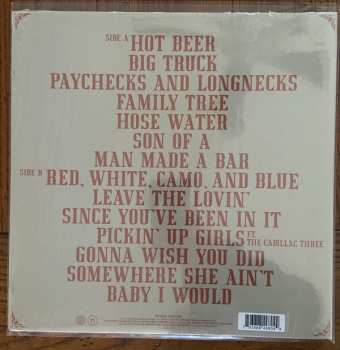 SIDE A HOT BEER
BIG TRUCK
PAYCHECKS AND LONGNECKS
FAMILY TREE
HOSE WATER
SON OF A
MAN MADE A BAR
SIDE B RED, WHITE, CAMO, AND BLUE
LEAVE THE LOVIN'
SINCE YOU'VE BEEN IN IT
PICKIN' UP GIRLS FT. THE CADILLAC THREE
GONNA WISH YOU DID
SOMEWHERE SHE AIN'T
BABY I WOULD